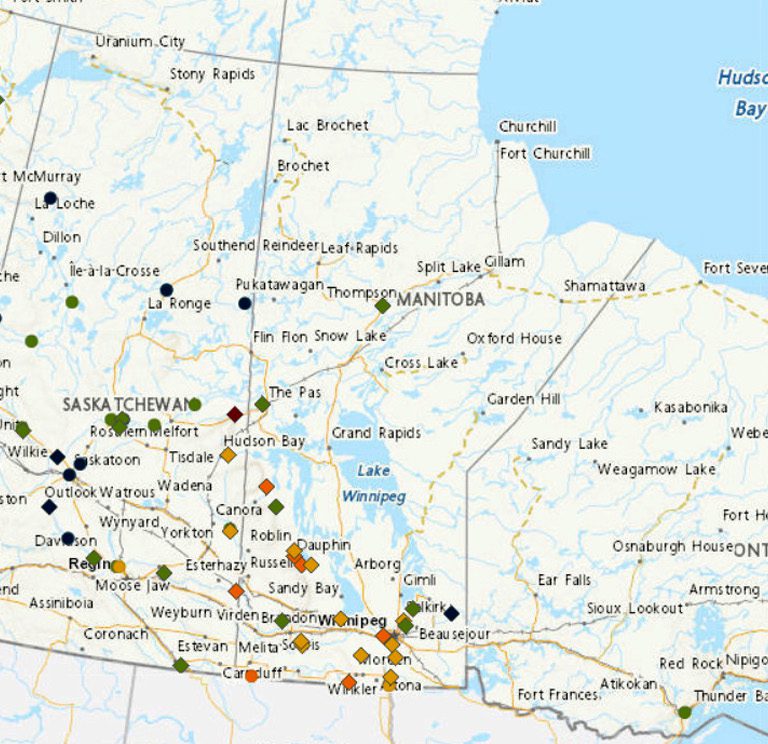 Uranium City
Stony Rapids
Hudso
Bay
Lac Brochet
Churchill
Fort Churchill
Brochet
rt McMurray
La Loche
Dillon
Southend Reindeer
Leaf Rapids
Île-à-la-Crosse
Split Lake
Gillam
Fort Sever
La Ronge
Pukatawagan
Thompson
MANITOBA
Shamattawa
Flin Flon
Snow Lake
Oxford House
Cross Lake
The Pas
Garden Hill
SASKATCHEWAN
Kasabonika
Melfort
Grand Rapids
Webe
Hudson Bay
Sandy Lake
Wilkie
Saskatoon
Tisdale
Lake
Winnipeg
Weagamow Lake
Outlook
Watrous
Wadena
Canora
Wynyard
Yorkton
Roblin
Dauphin
Fort H
Davidson
Osnaburgh House
ONT
Regin
Esterhazy
Russell
Arborg
Moose Jaw
Sandy Bay
Gimli
Ear Falls
Armstrong
Assiniboia
Weyburn
Virden
Brandon
Winnipeg
elkirk
Sioux Lookout
Coronach
Beausejour
Estevan
Melita
Souris
Morden
Red Rock
Nipigo
Carnduff
Winkler
Altona
Fort Frances
Atikokan
Thunder Ba